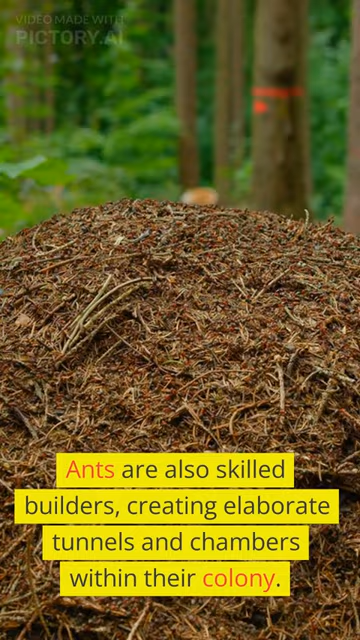 VIDEO MADE WITH
PICTORY.AI
Ants are also skilled
builders, creating elaborate
tunnels and chambers
within their colony.